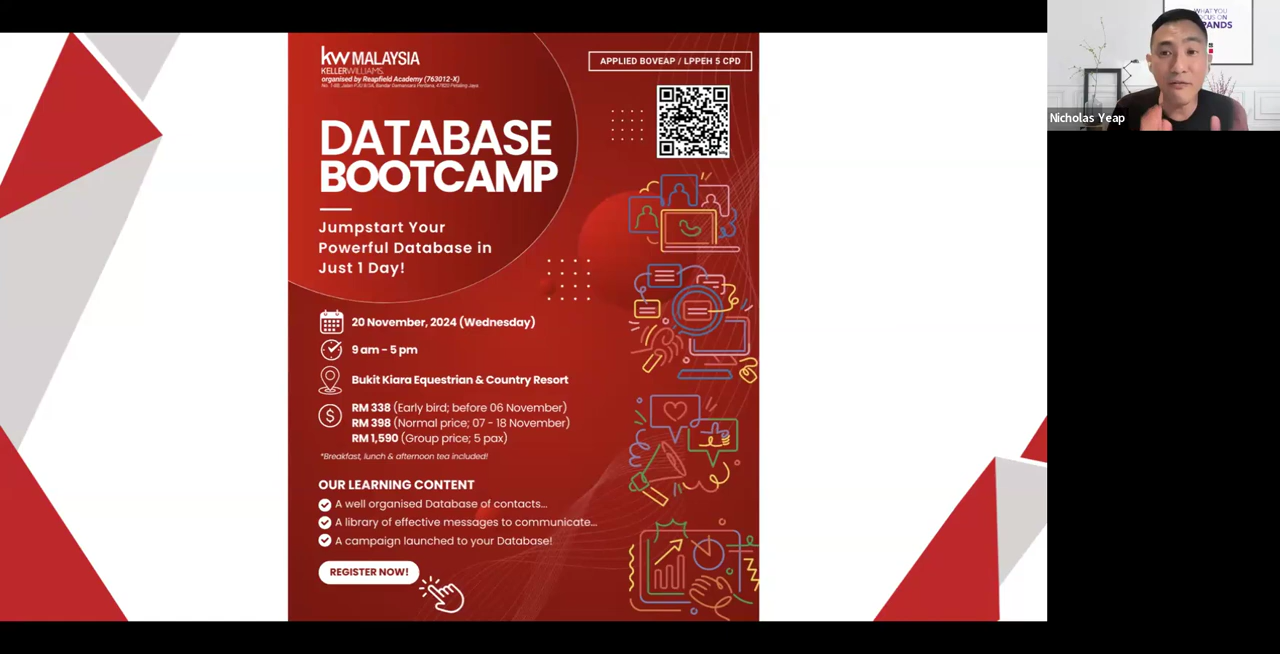 kw MALAYSIA
KELLERWILLIAMS.
organised by Reapfield Academy (763012-X)
APPLIED BOVEAP / LPPEH 5 CPD
DATABASE
BOOTCAMP
Jumpstart Your
Powerful Database in
Just 1 Day!
20 November, 2024 (Wednesday)
9 am - 5 pm
Bukit Kiara Equestrian & Country Resort
$
RM 338 (Early bird; before 06 November)
RM 398 (Normal price; 07 - 18 November)
RM 1,590 (Group price; 5 pax)
*Breakfast, lunch & afternoon tea included!
OUR LEARNING CONTENT
A well organised Database of contacts...
A library of effective messages to communicate...
A campaign launched to your Database!
REGISTER NOW!
WHAT YOU
Nicholas Yeap